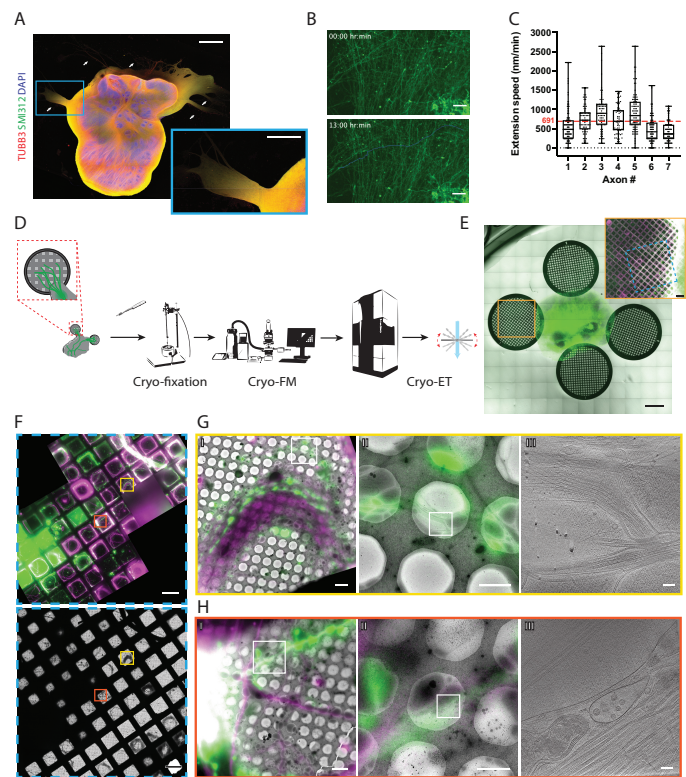 A
TUBB3 SMI312 DAPI
B
00:00 hr:min
13:00 hr:min
C
Extension speed (nm/min)
3000
2500
2000
1500
1000
691
500
0
1 2 3 4 5 6 7
Axon #
D
Cryo-fixation
Cryo-FM
Cryo-ET
E
F
G
I
II
III
H
I
II
III